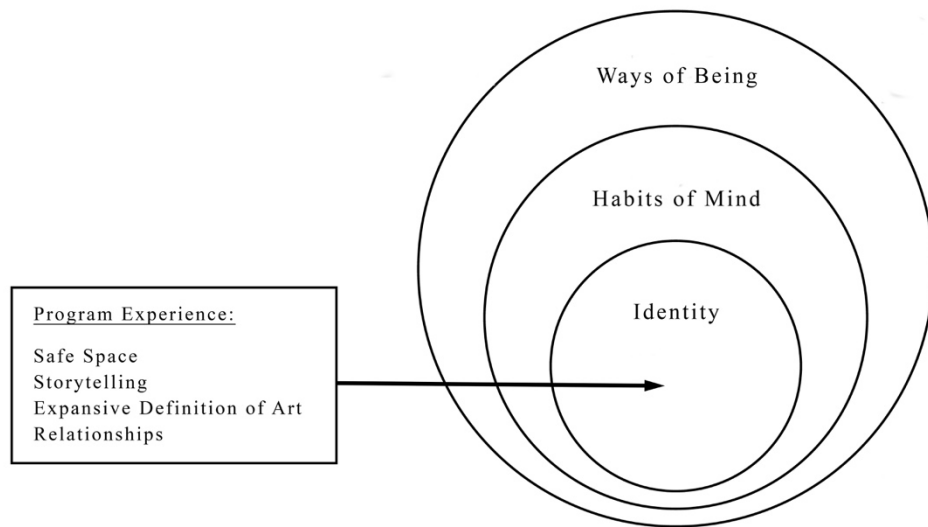 Ways of Being
Habits of Mind
Identity
Program Experience:
Safe Space
Storytelling
Expansive Definition of Art
Relationships